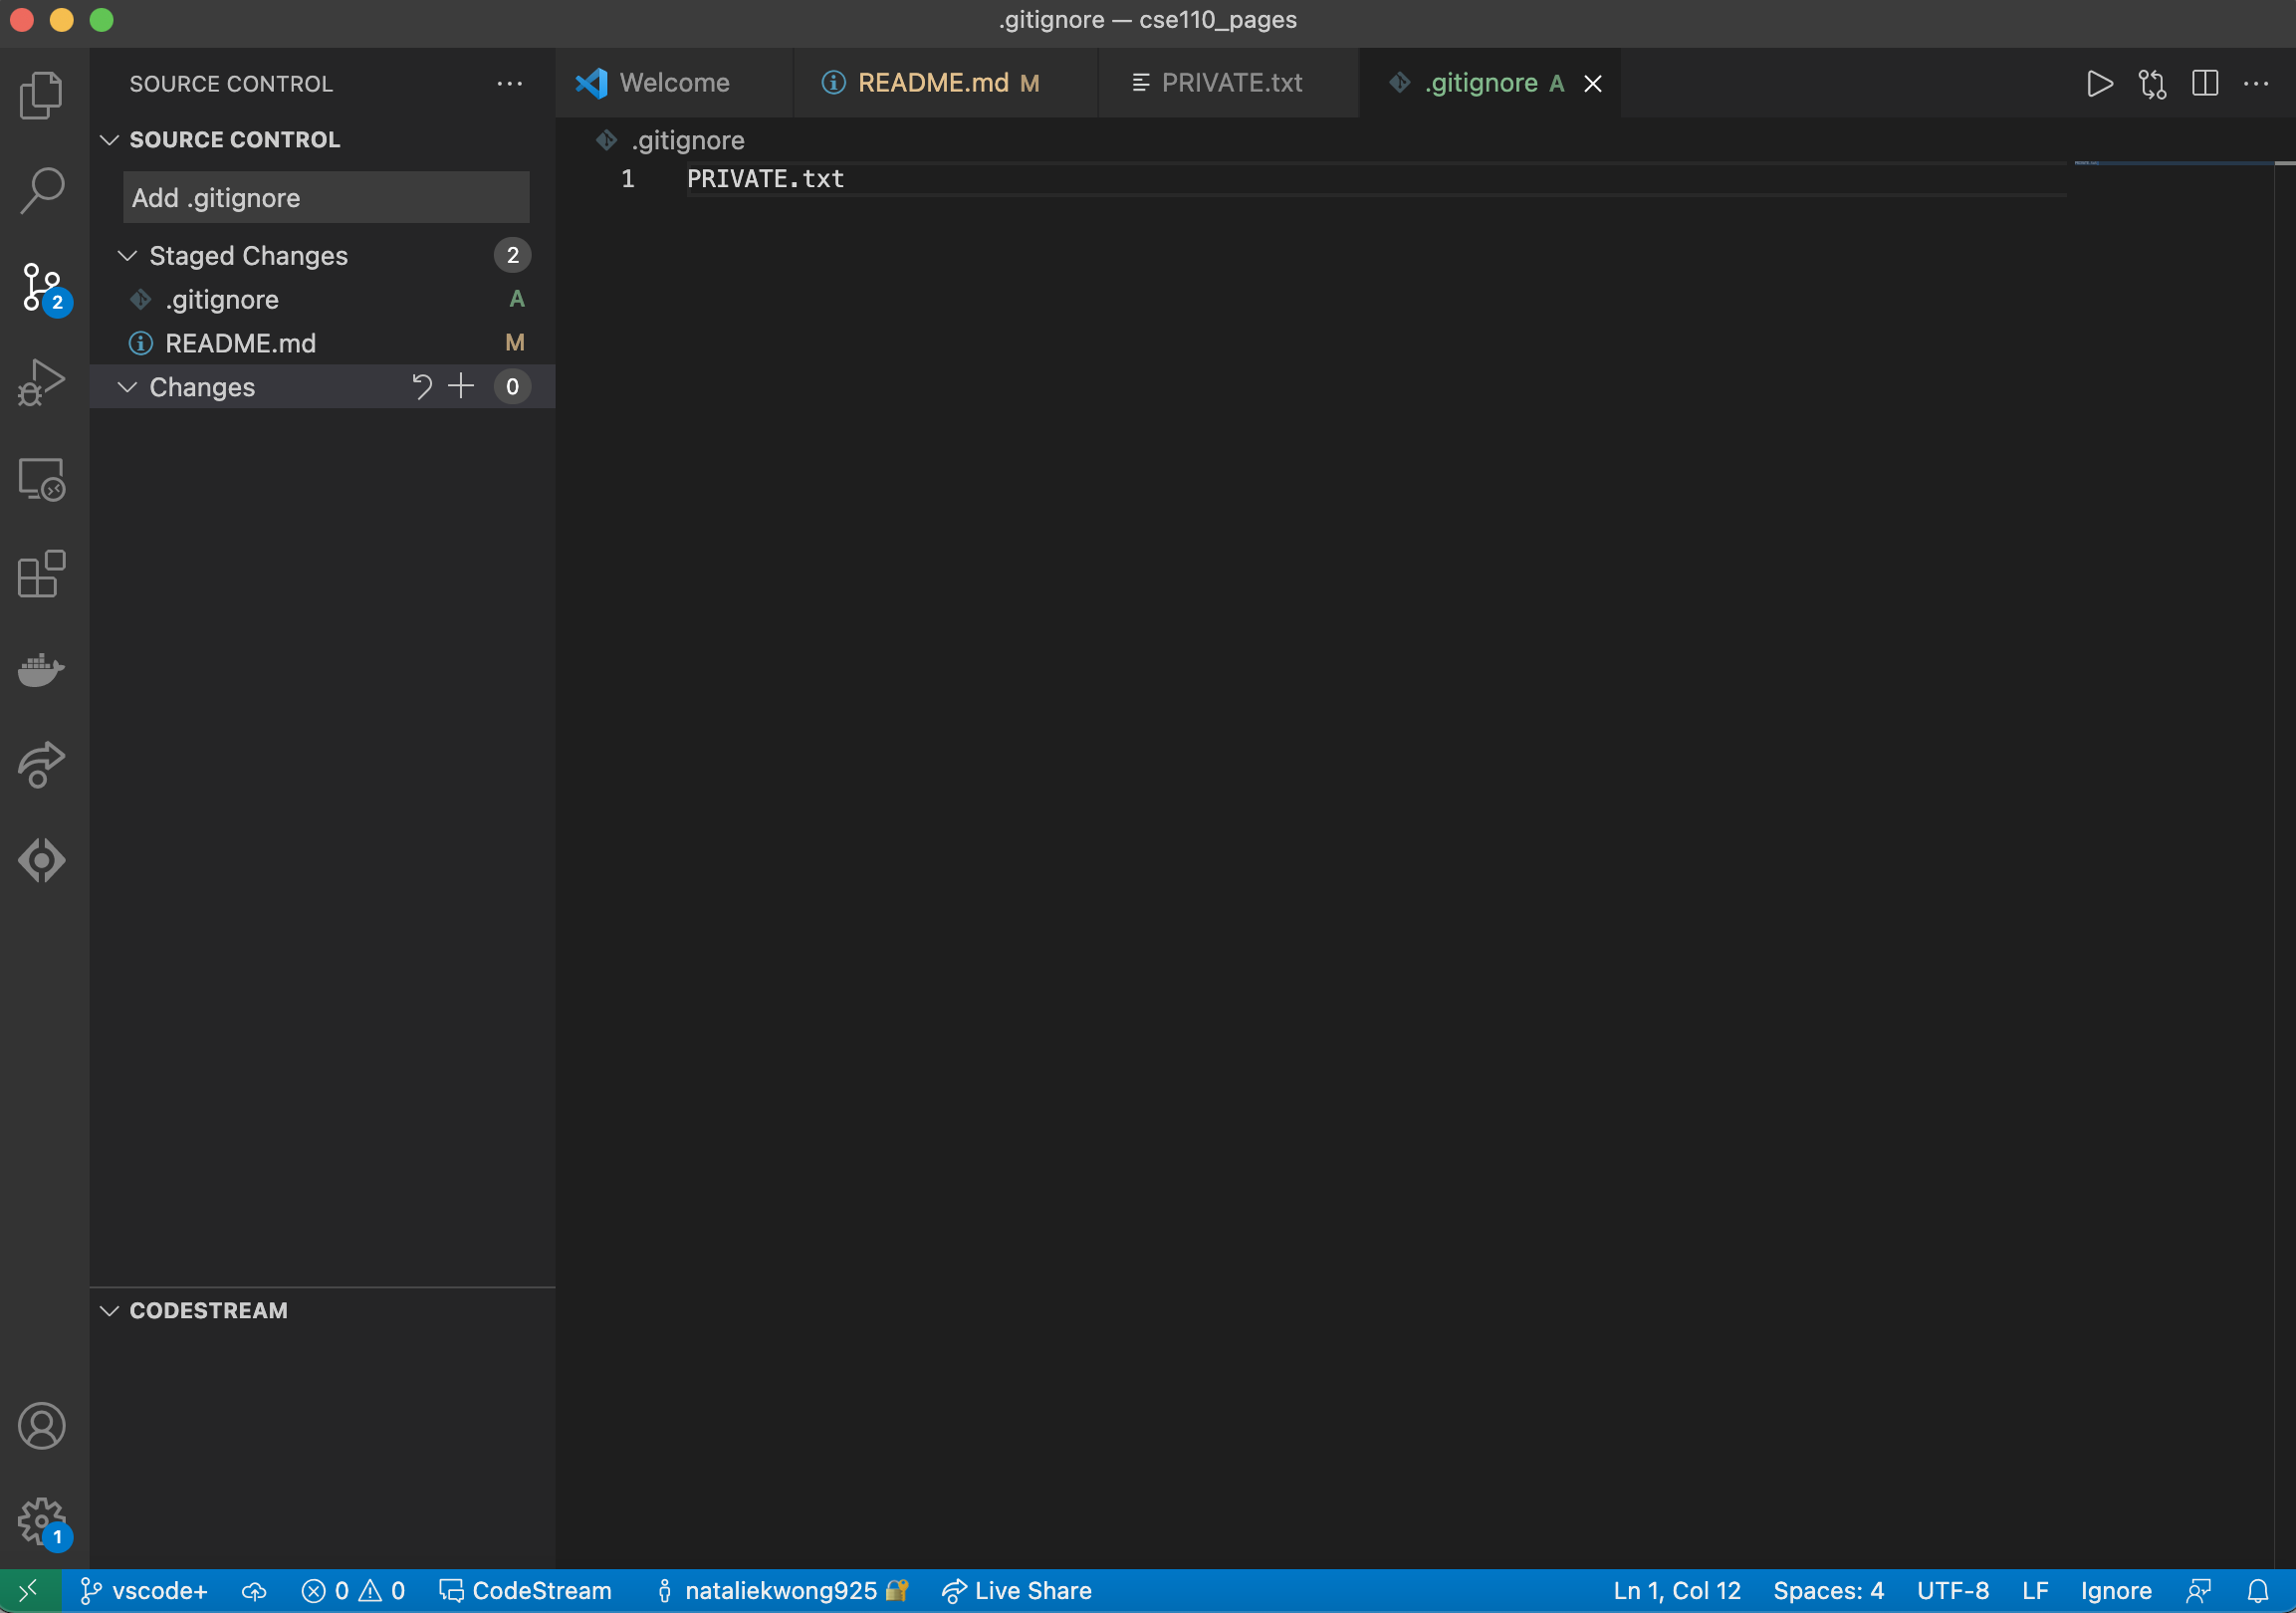 .gitignore — cse110_pages
SOURCE CONTROL
Welcome
README.md M
PRIVATE.txt
.gitignore A
SOURCE CONTROL
.gitignore
Add .gitignore
1 PRIVATE.txt
Staged Changes 2
.gitignore A
2
README.md M
Changes 0
CODESTREAM
1
vscode+
0
0
CodeStream
nataliekwong925
Live Share
Ln 1, Col 12
Spaces: 4
UTF-8
LF
Ignore